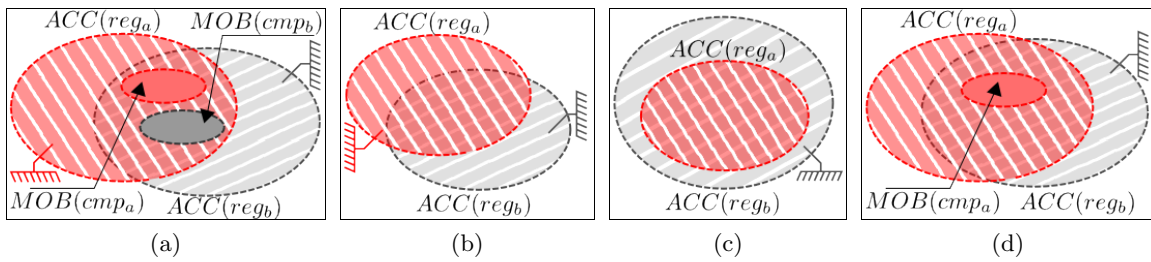 ACC(reg_a) MOB(cmp_b)
MOB(cmp_a) ACC(reg_b)
(a)
ACC(reg_a)
ACC(reg_b)
(b)
ACC(reg_a)
ACC(reg_b)
(c)
ACC(reg_a)
MOB(cmp_a) ACC(reg_b)
(d)